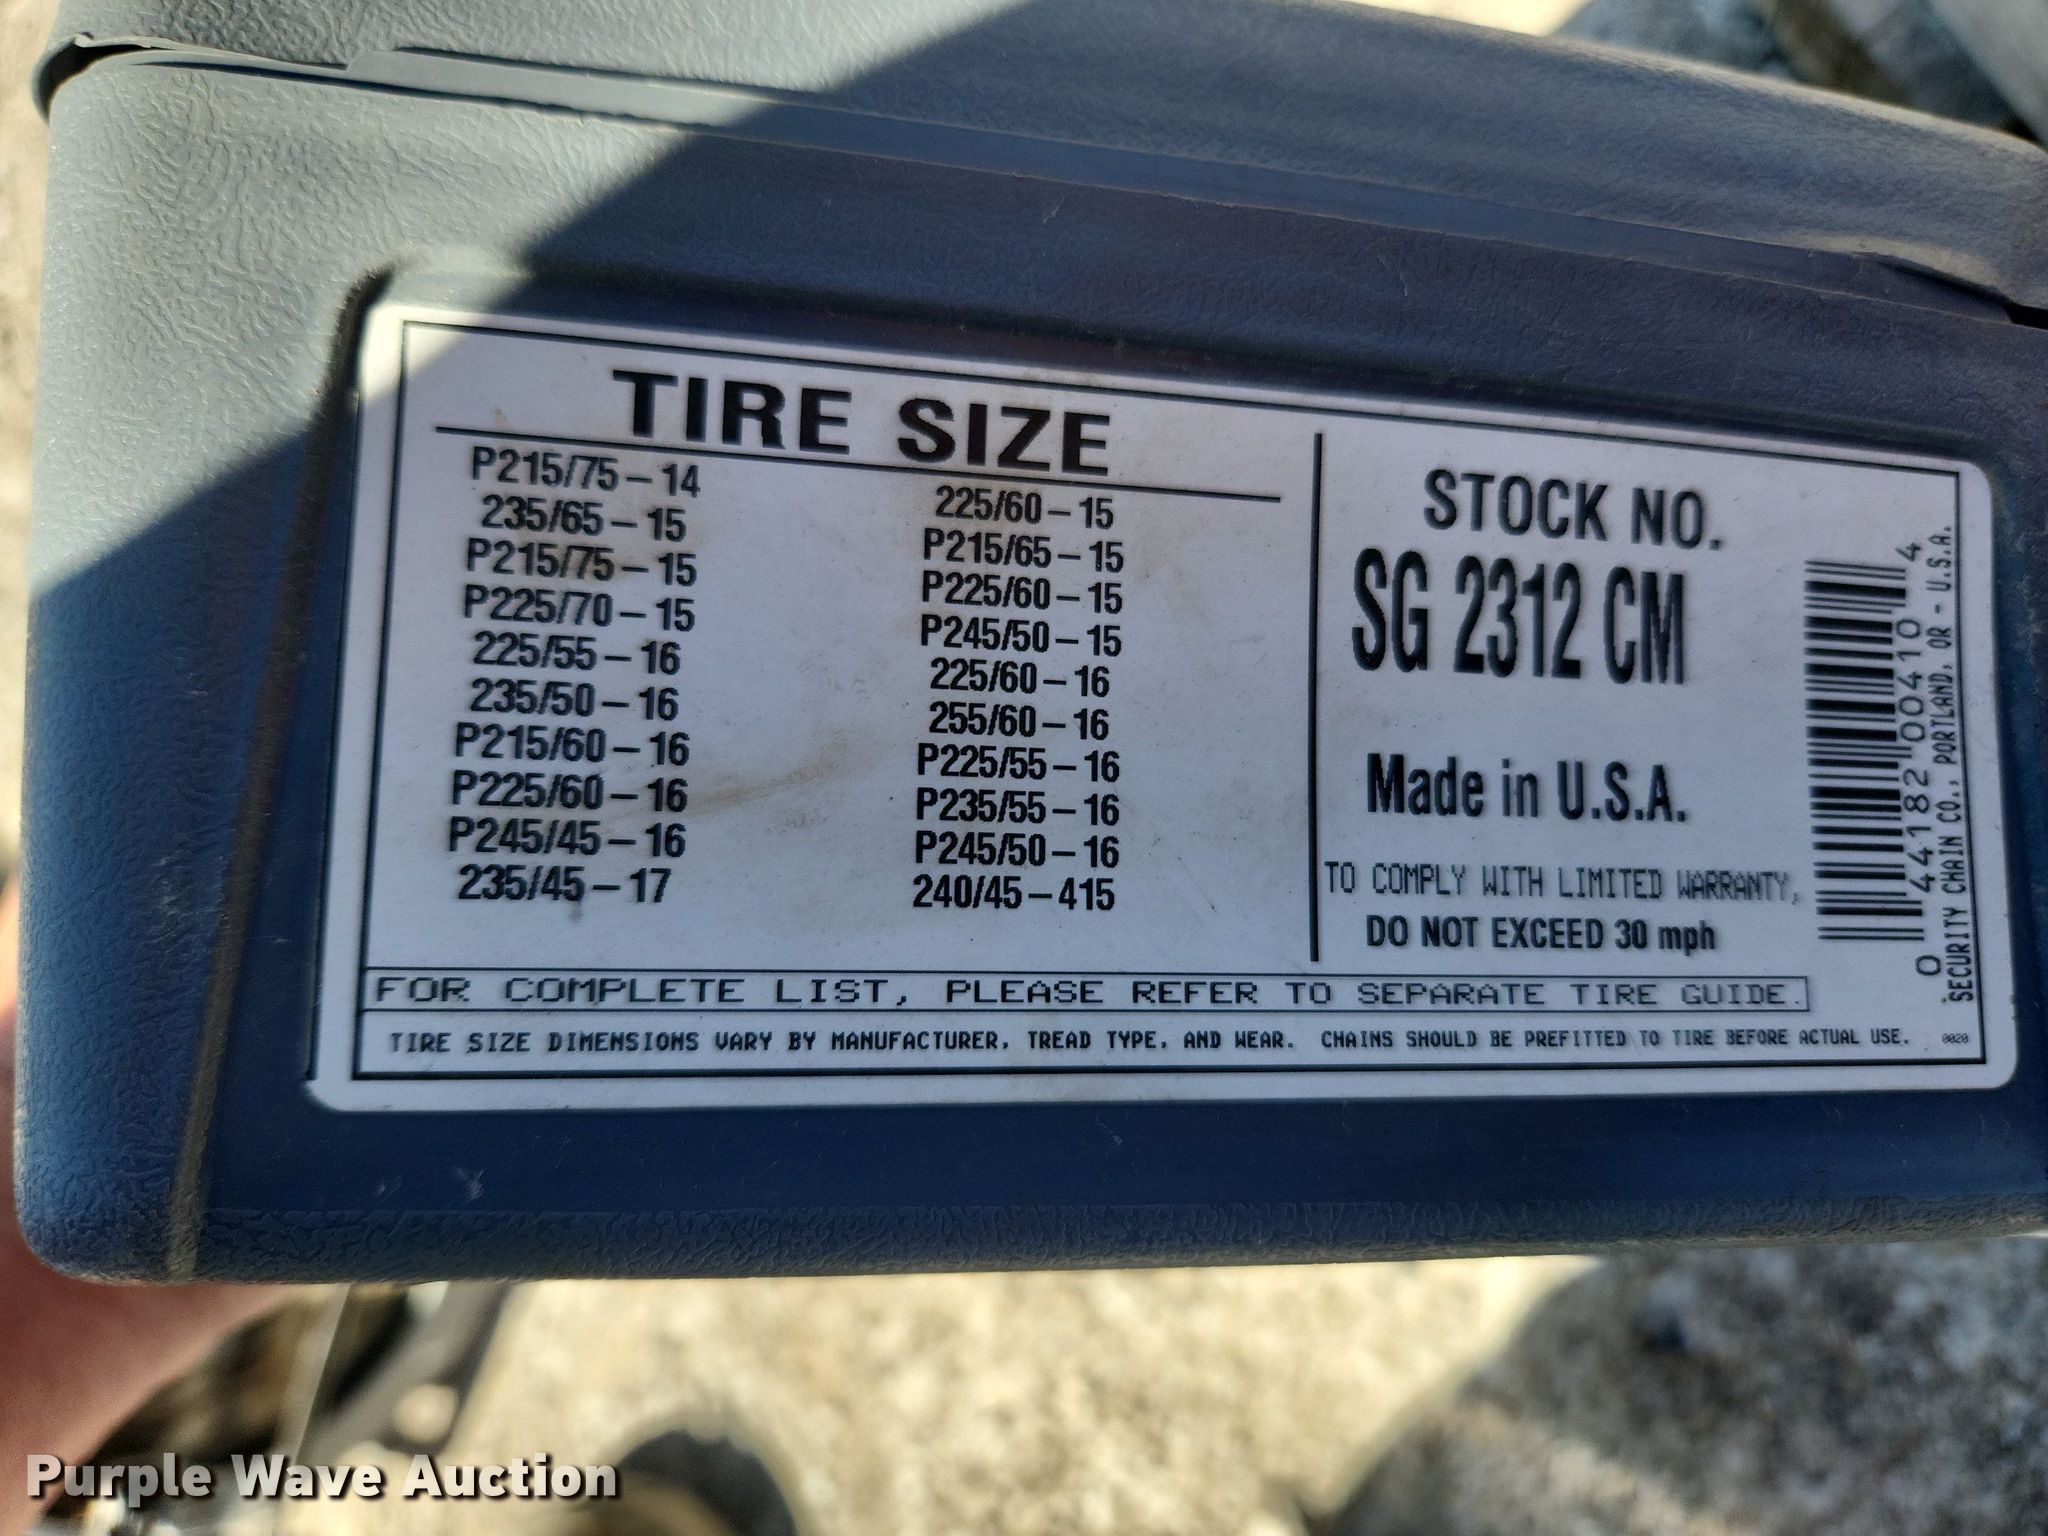 TIRE SIZE
P215/75 – 14
235/65 – 15
P215/75 – 15
P225/70 – 15
225/55 – 16
235/50 – 16
P215/60 – 16
P225/60 – 16
P245/45 – 16
235/45 – 17
225/60 – 15
P215/65 – 15
P225/60 – 15
P245/50 – 15
225/60 – 16
255/60 – 16
P225/55 – 16
P235/55 – 16
P245/50 – 16
240/45 – 415
STOCK NO.
SG 2312 CM
Made in U.S.A.
TO COMPLY WITH LIMITED WARRANTY,
DO NOT EXCEED 30 mph
0 44182 00410 4
SECURITY CHAIN CO., PORTLAND, OR - U.S.A.
FOR COMPLETE LIST, PLEASE REFER TO SEPARATE TIRE GUIDE.
TIRE SIZE DIMENSIONS VARY BY MANUFACTURER, TREAD TYPE, AND WEAR. CHAINS SHOULD BE PREFITTED TO TIRE BEFORE ACTUAL USE. 0020
Purple Wave Auction